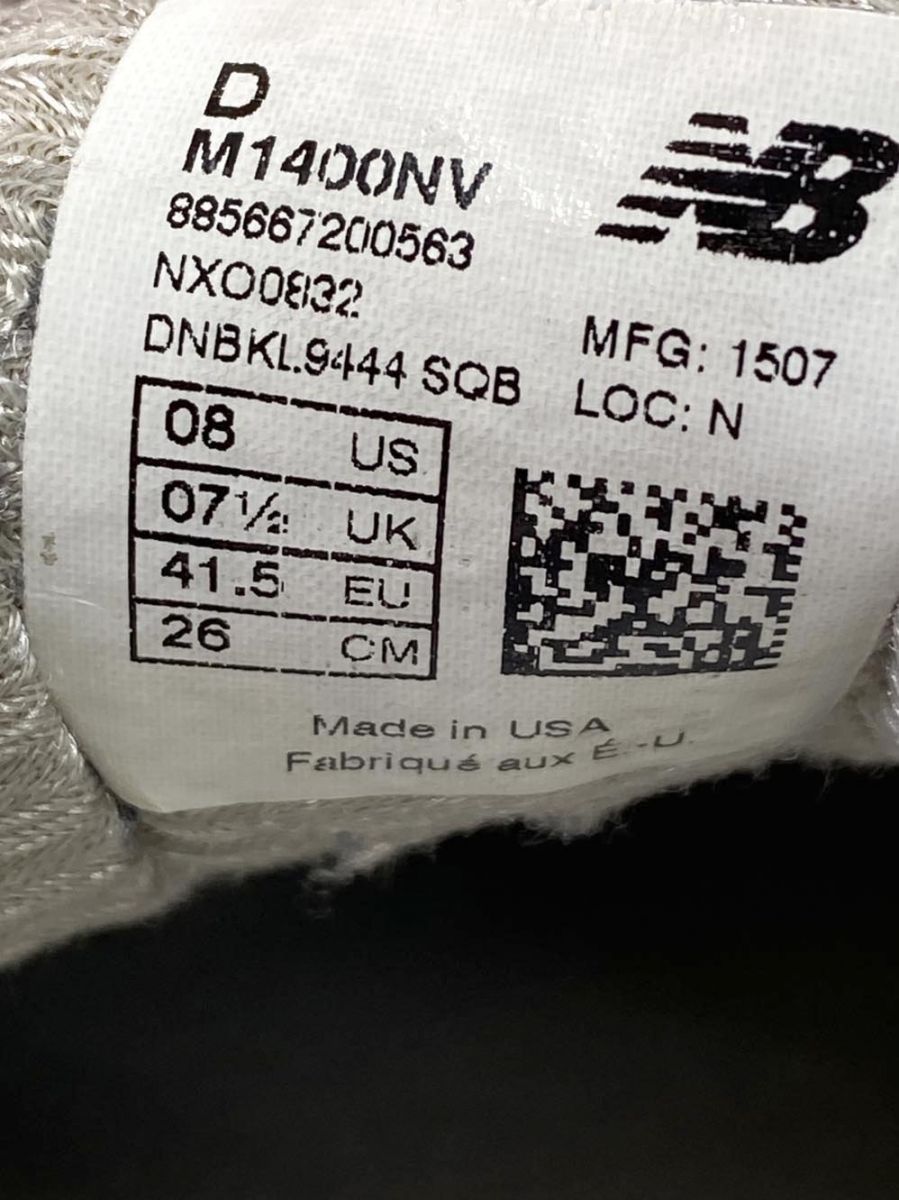 D
M1400NV
885667200563
NXO0832
DNBKL9444 SQB
NB
MFG: 1507
LOC: N
08 US
07½ UK
41.5 EU
26 CM
Made in USA
Fabriqué aux É.-U.